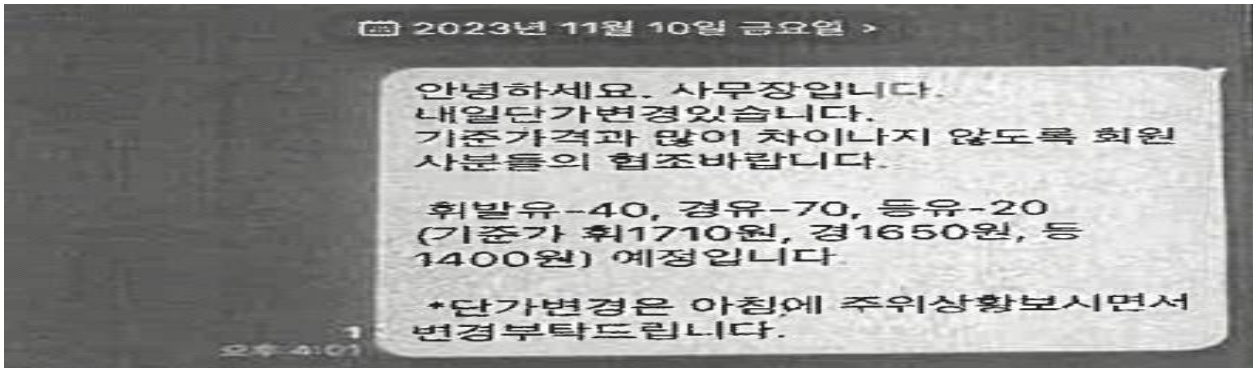 2023년 11월 10일 금요일 >
안녕하세요. 사무장입니다.
내일단가변경있습니다.
기준가격과 많이 차이나지 않도록 회원
사분들의 협조바랍니다.
휘발유-40, 경유-70, 등유-20
(기준가 휘1710원, 경1650원, 등
1400원) 예정입니다
*단가변경은 아침에 주위상황보시면서
변경부탁드립니다.
1
오후 4:01